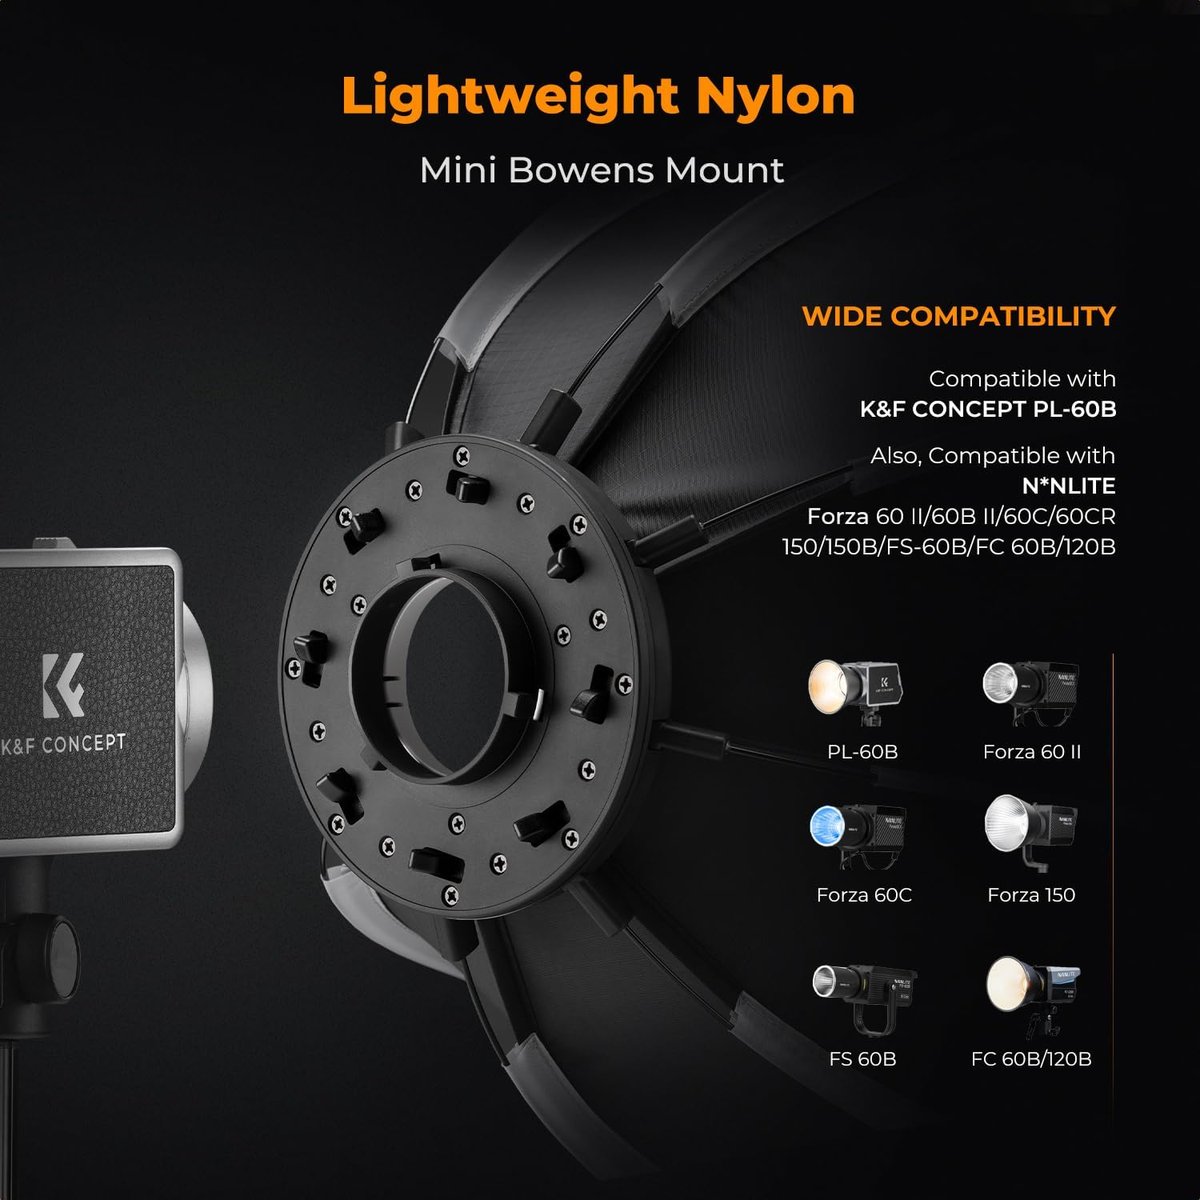 Lightweight Nylon
Mini Bowens Mount
WIDE COMPATIBILITY
Compatible with
K&F CONCEPT PL-60B
Also, Compatible with
N*NLITE
Forza 60 II/60B II/60C/60CR
150/150B/FS-60B/FC 60B/120B
K&F CONCEPT
PL-60B
Forza 60 II
Forza 60C
Forza 150
FS 60B
FC 60B/120B